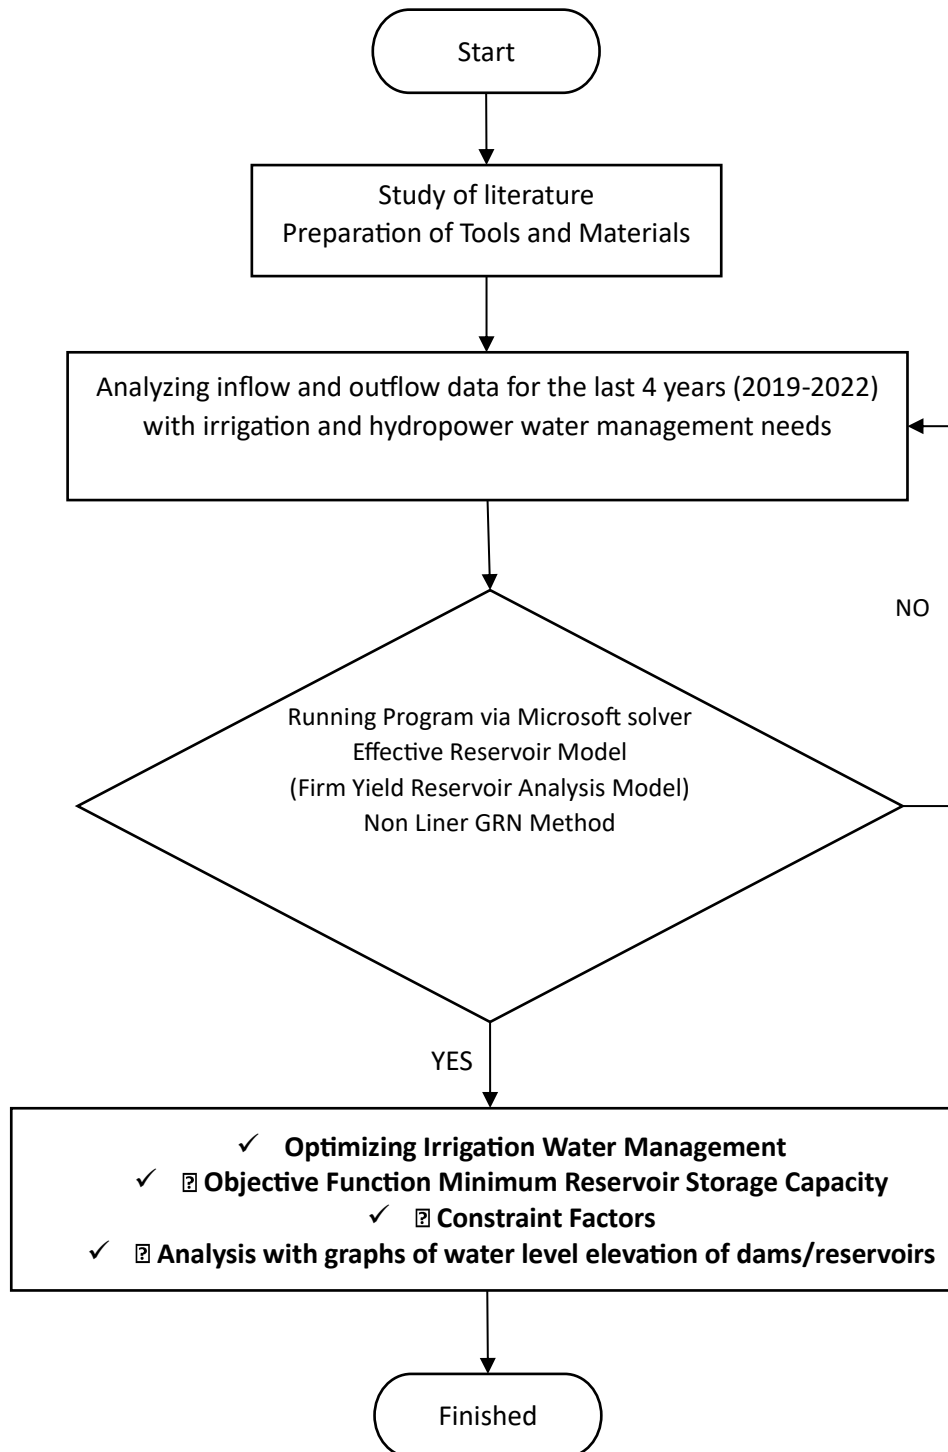 Start
Study of literature
Preparation of Tools and Materials
Analyzing inflow and outflow data for the last 4 years (2019-2022)
with irrigation and hydropower water management needs
NO
Running Program via Microsoft solver
Effective Reservoir Model
(Firm Yield Reservoir Analysis Model)
Non Liner GRN Method
YES
✓ Optimizing Irrigation Water Management
✓ ⍰ Objective Function Minimum Reservoir Storage Capacity
✓ ⍰ Constraint Factors
✓ ⍰ Analysis with graphs of water level elevation of dams/reservoirs
Finished